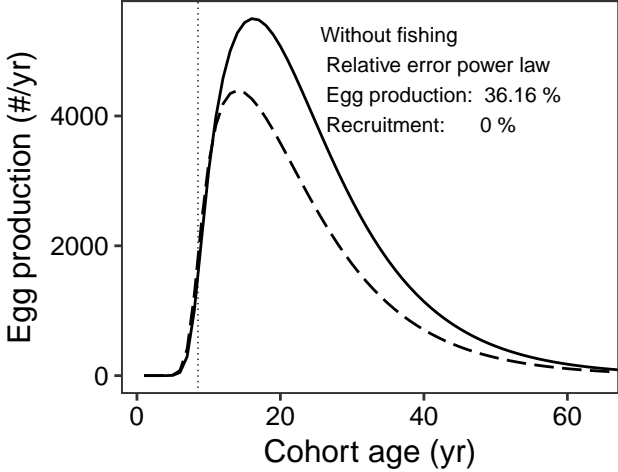 Without fishing
Relative error power law
Egg production: 36.16 %
Recruitment: 0 %
Egg production (#/yr)
4000
2000
0
0 20 40 60
Cohort age (yr)